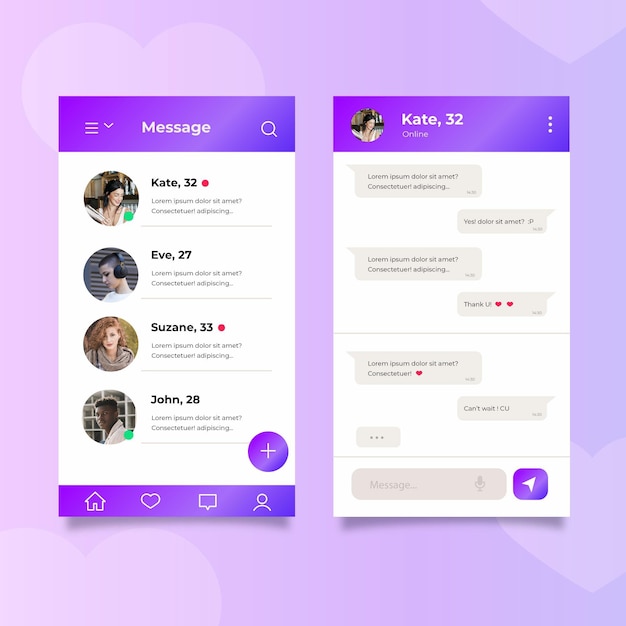 Message
Kate, 32
Lorem ipsum dolor sit amet?
Consectetuer! adipiscing...
Eve, 27
Lorem ipsum dolor sit amet?
Consectetuer! adipiscing...
Suzane, 33
Lorem ipsum dolor sit amet?
Consectetuer! adipiscing...
John, 28
Lorem ipsum dolor sit amet?
Consectetuer! adipiscing...
Kate, 32
Online
Lorem ipsum dolor sit amet?
Consectetuer! adipiscing.
14:30
Yes! dolor sit amet? :P
14:30
Lorem ipsum dolor sit amet?
Consectetuer! adipiscing.
14:30
Thank U! ❤ ❤
14:30
Lorem ipsum dolor sit amet?
Consectetuer! ❤
14:30
Can't wait ! CU
14:30
...
Message...